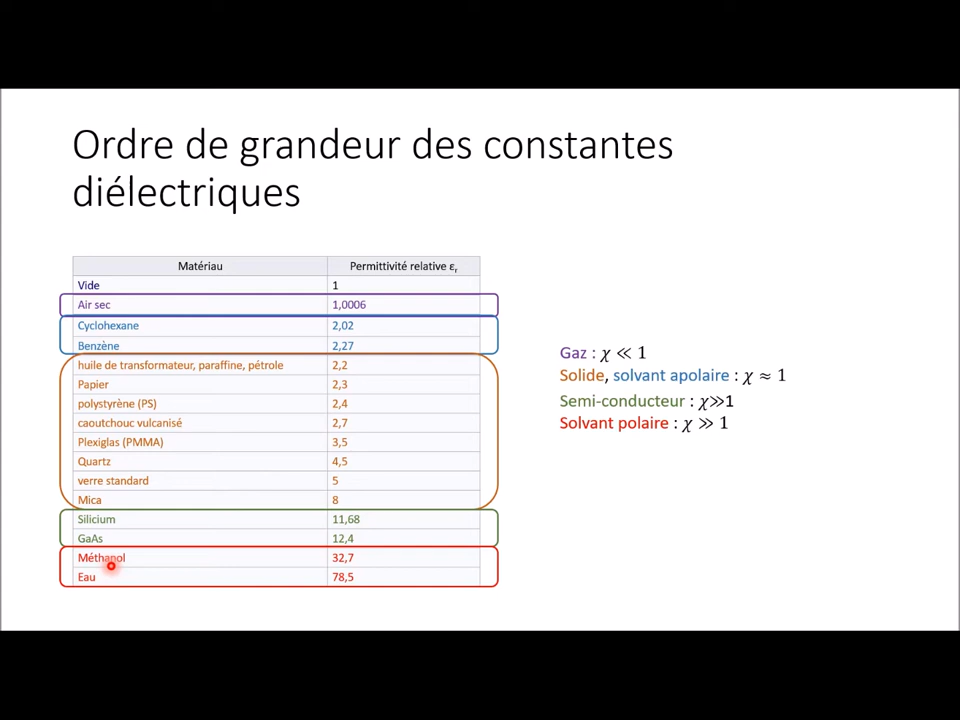 Ordre de grandeur des constantes
diélectriques
Matériau Permittivité relative εr
Vide 1
Air sec 1,0006
Cyclohexane 2,02
Benzène 2,27
huile de transformateur, paraffine, pétrole 2,2
Papier 2,3
polystyrène (PS) 2,4
caoutchouc vulcanisé 2,7
Plexiglas (PMMA) 3,5
Quartz 4,5
verre standard 5
Mica 8
Silicium 11,68
GaAs 12,4
Méthanol 32,7
Eau 78,5
Gaz : χ ≪ 1
Solide, solvant apolaire : χ ≈ 1
Semi-conducteur : χ≫1
Solvant polaire : χ ≫ 1